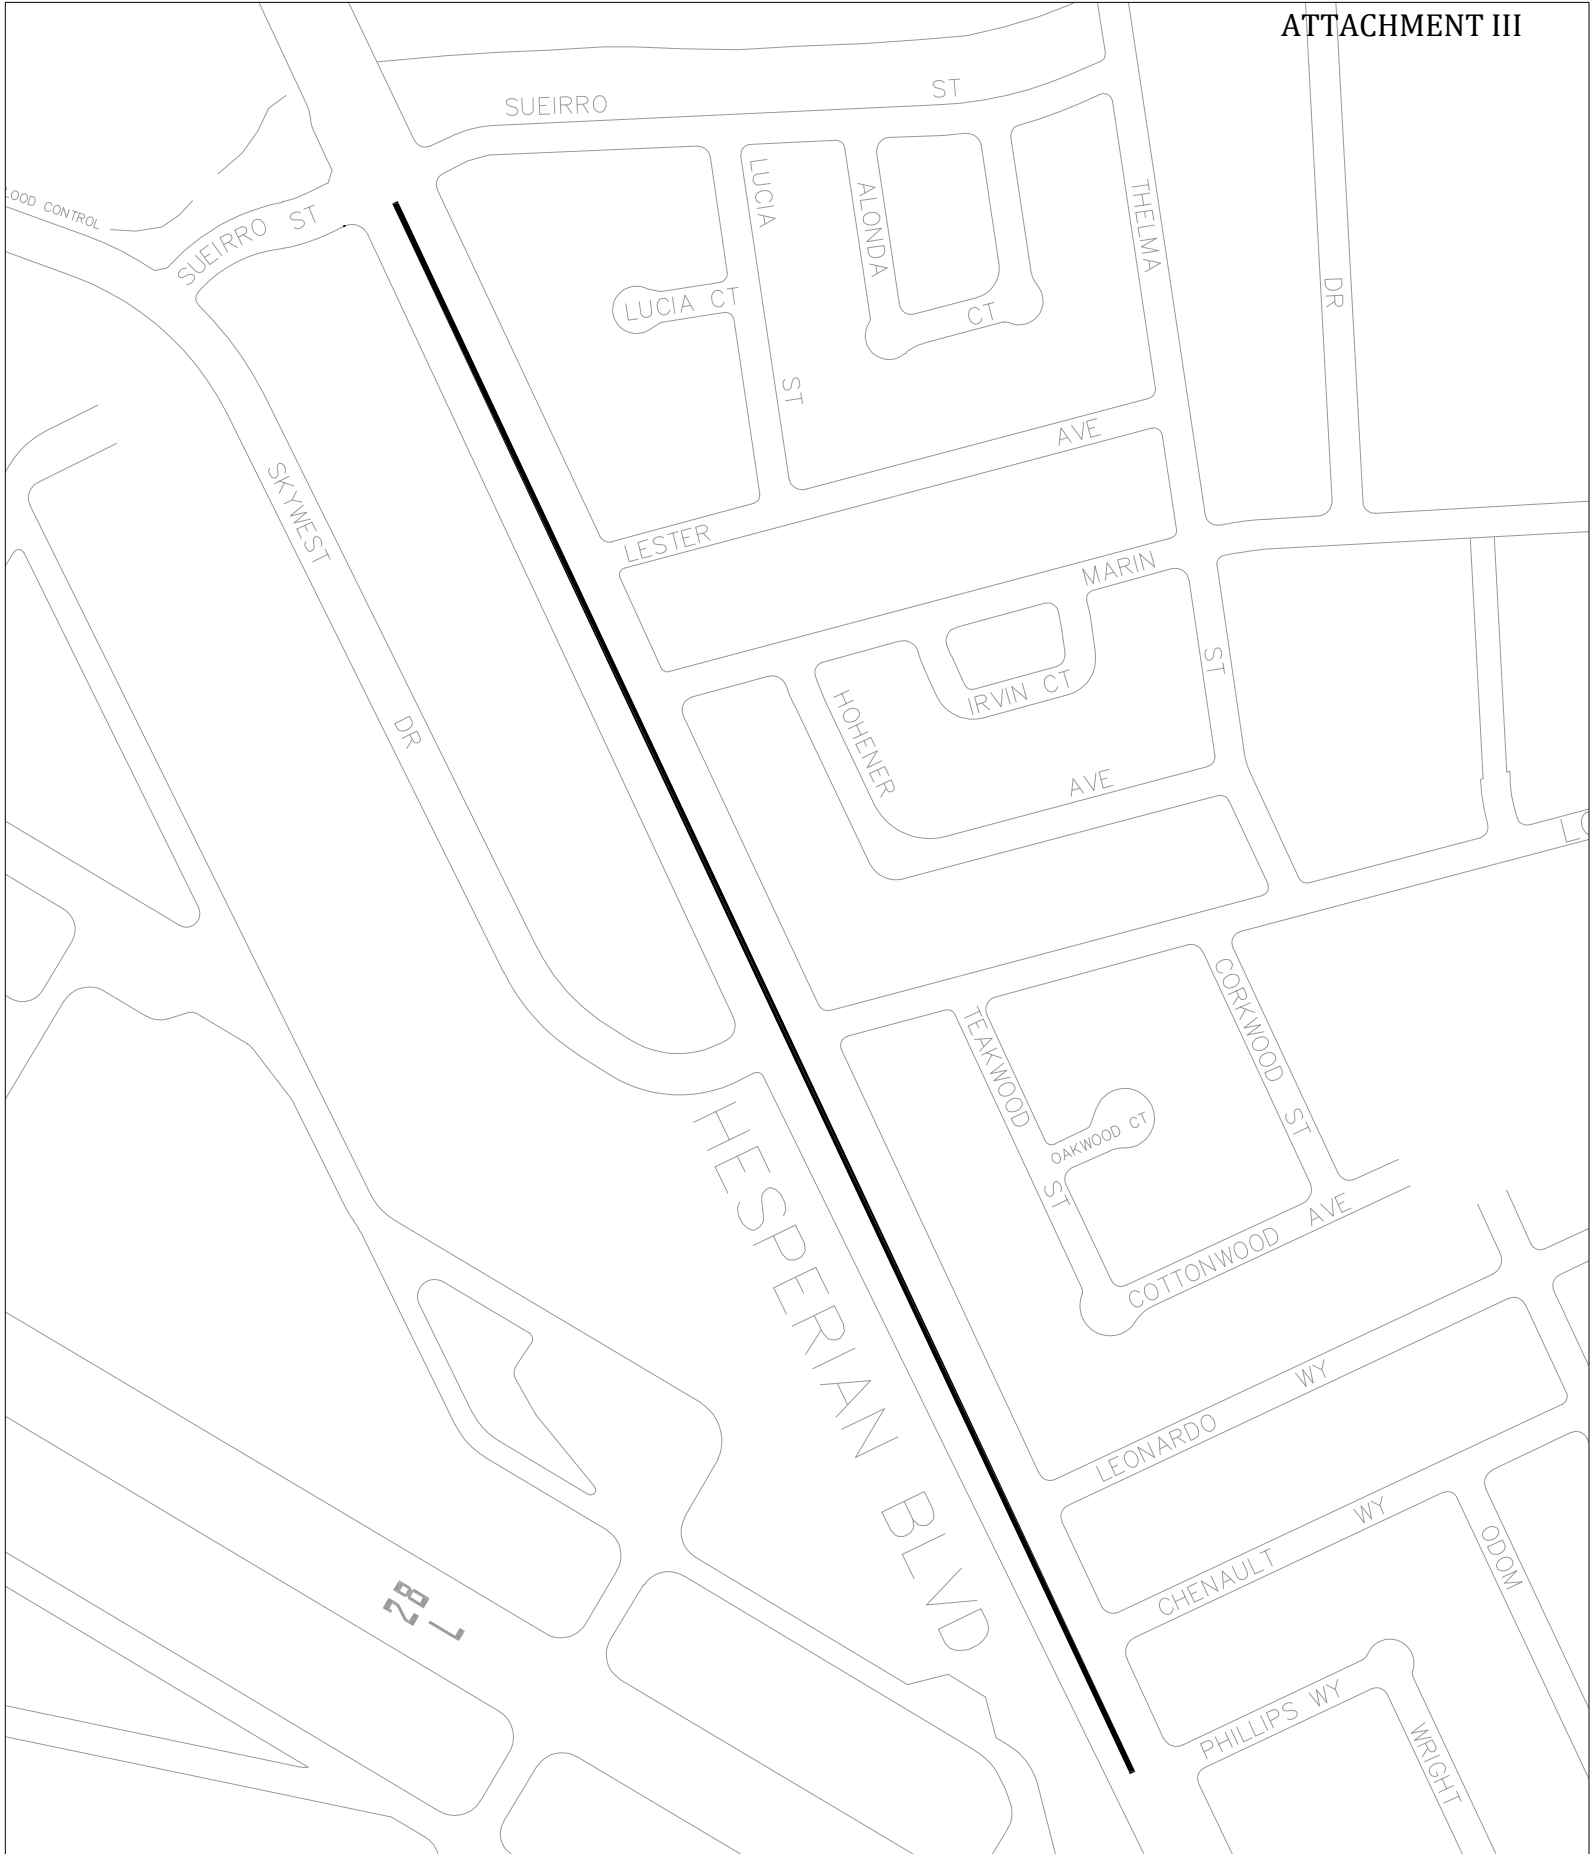 ATTACHMENT III
SUEIRRO ST
LOOD CONTROL
SUEIRRO ST
LUCIA ST
ALONDA CT
THELMA ST
DR
LUCIA CT
LESTER AVE
SKYWEST DR
MARIN
IRVIN CT
HOHENER AVE
LO
TEAKWOOD ST
CORKWOOD ST
OAKWOOD CT
COTTONWOOD AVE
HESPERIAN BLVD
LEONARDO WY
CHENAULT WY
ODOM
PHILLIPS WY
WRIGHT
28
L